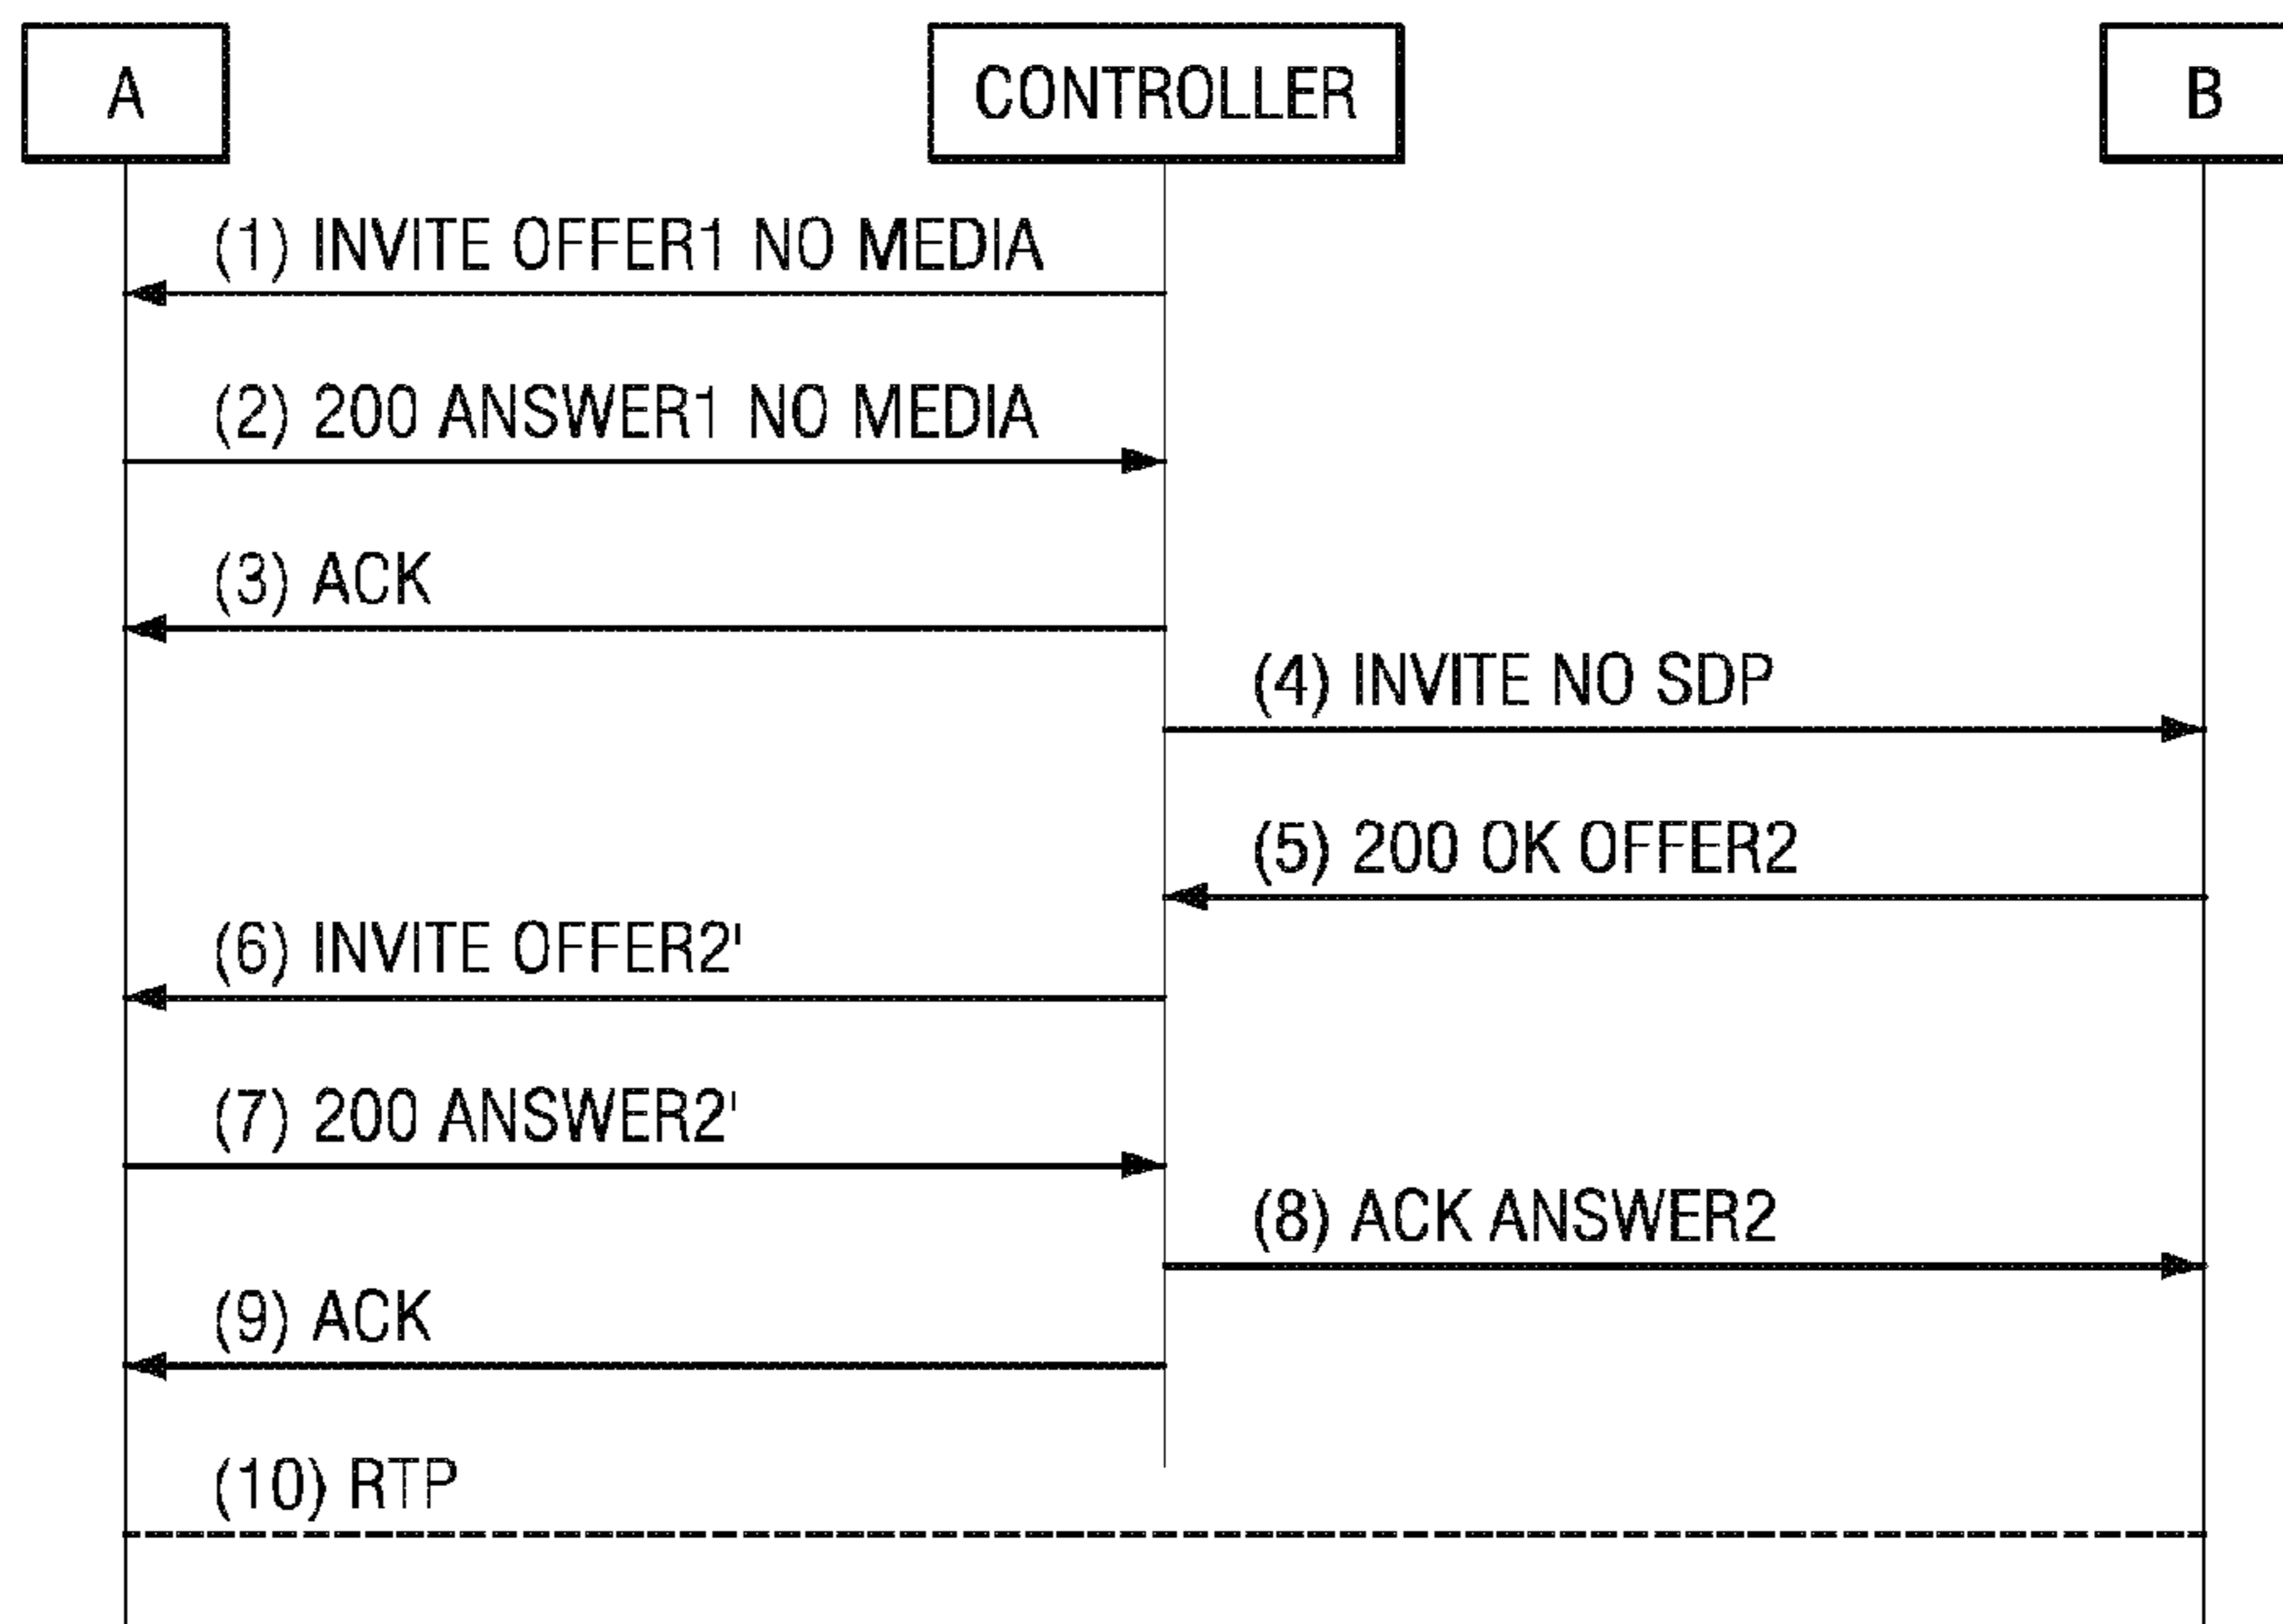 A
CONTROLLER
B
(1) INVITE OFFER1 NO MEDIA
(2) 200 ANSWER1 NO MEDIA
(3) ACK
(4) INVITE NO SDP
(5) 200 OK OFFER2
(6) INVITE OFFER2'
(7) 200 ANSWER2'
(8) ACK ANSWER2
(9) ACK
(10) RTP